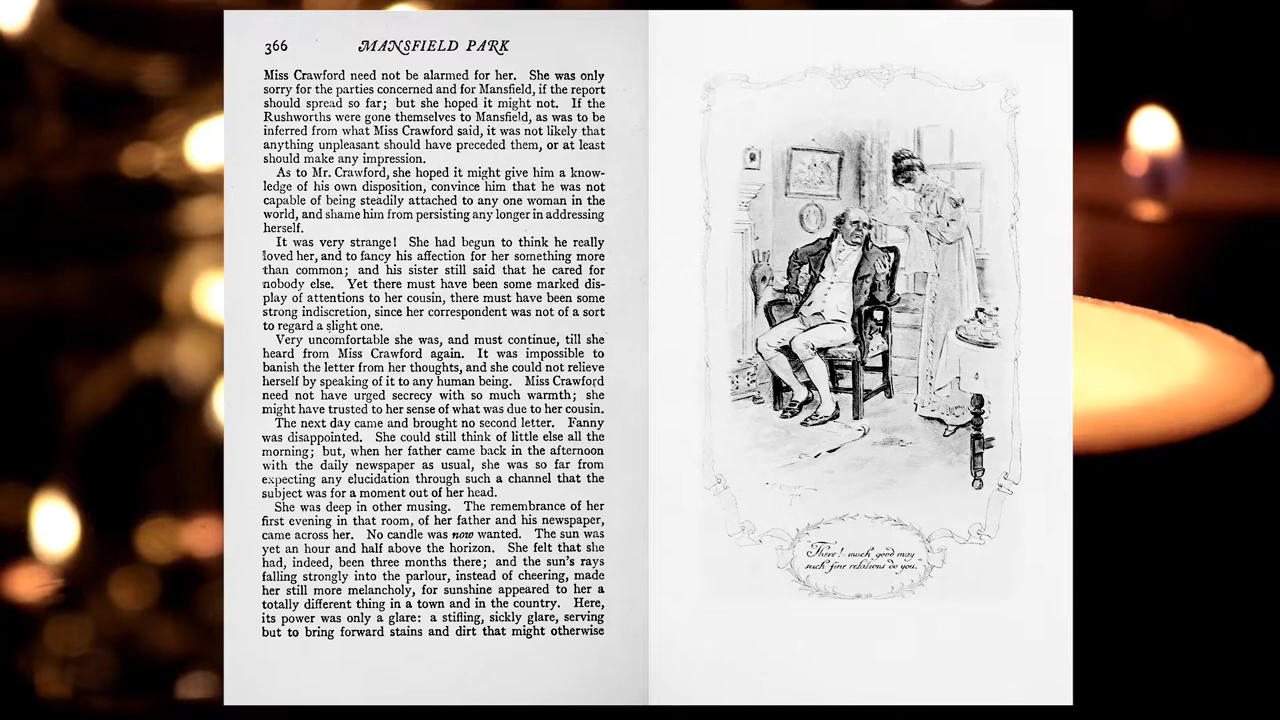 366 MANSFIELD PARK
Miss Crawford need not be alarmed for her. She was only
sorry for the parties concerned and for Mansfield, if the report
should spread so far; but she hoped it might not. If the
Rushworths were gone themselves to Mansfield, as was to be
inferred from what Miss Crawford said, it was not likely that
anything unpleasant should have preceded them, or at least
should make any impression.
As to Mr. Crawford, she hoped it might give him a know-
ledge of his own disposition, convince him that he was not
capable of being steadily attached to any one woman in the
world, and shame him from persisting any longer in addressing
herself.
It was very strange! She had begun to think he really
loved her, and to fancy his affection for her something more
than common; and his sister still said that he cared for
nobody else. Yet there must have been some marked dis-
play of attentions to her cousin, there must have been some
strong indiscretion, since her correspondent was not of a sort
to regard a slight one.
Very uncomfortable she was, and must continue, till she
heard from Miss Crawford again. It was impossible to
banish the letter from her thoughts, and she could not relieve
herself by speaking of it to any human being. Miss Crawford
need not have urged secrecy with so much warmth; she
might have trusted to her sense of what was due to her cousin.
The next day came and brought no second letter. Fanny
was disappointed. She could still think of little else all the
morning; but, when her father came back in the afternoon
with the daily newspaper as usual, she was so far from
expecting any elucidation through such a channel that the
subject was for a moment out of her head.
She was deep in other musing. The remembrance of her
first evening in that room, of her father and his newspaper,
came across her. No candle was now wanted. The sun was
yet an hour and half above the horizon. She felt that she
had, indeed, been three months there; and the sun's rays
falling strongly into the parlour, instead of cheering, made
her still more melancholy, for sunshine appeared to her a
totally different thing in a town and in the country. Here,
its power was only a glare: a stifling, sickly glare, serving
but to bring forward stains and dirt that might otherwise
"There! much good may
such fine relations do you."